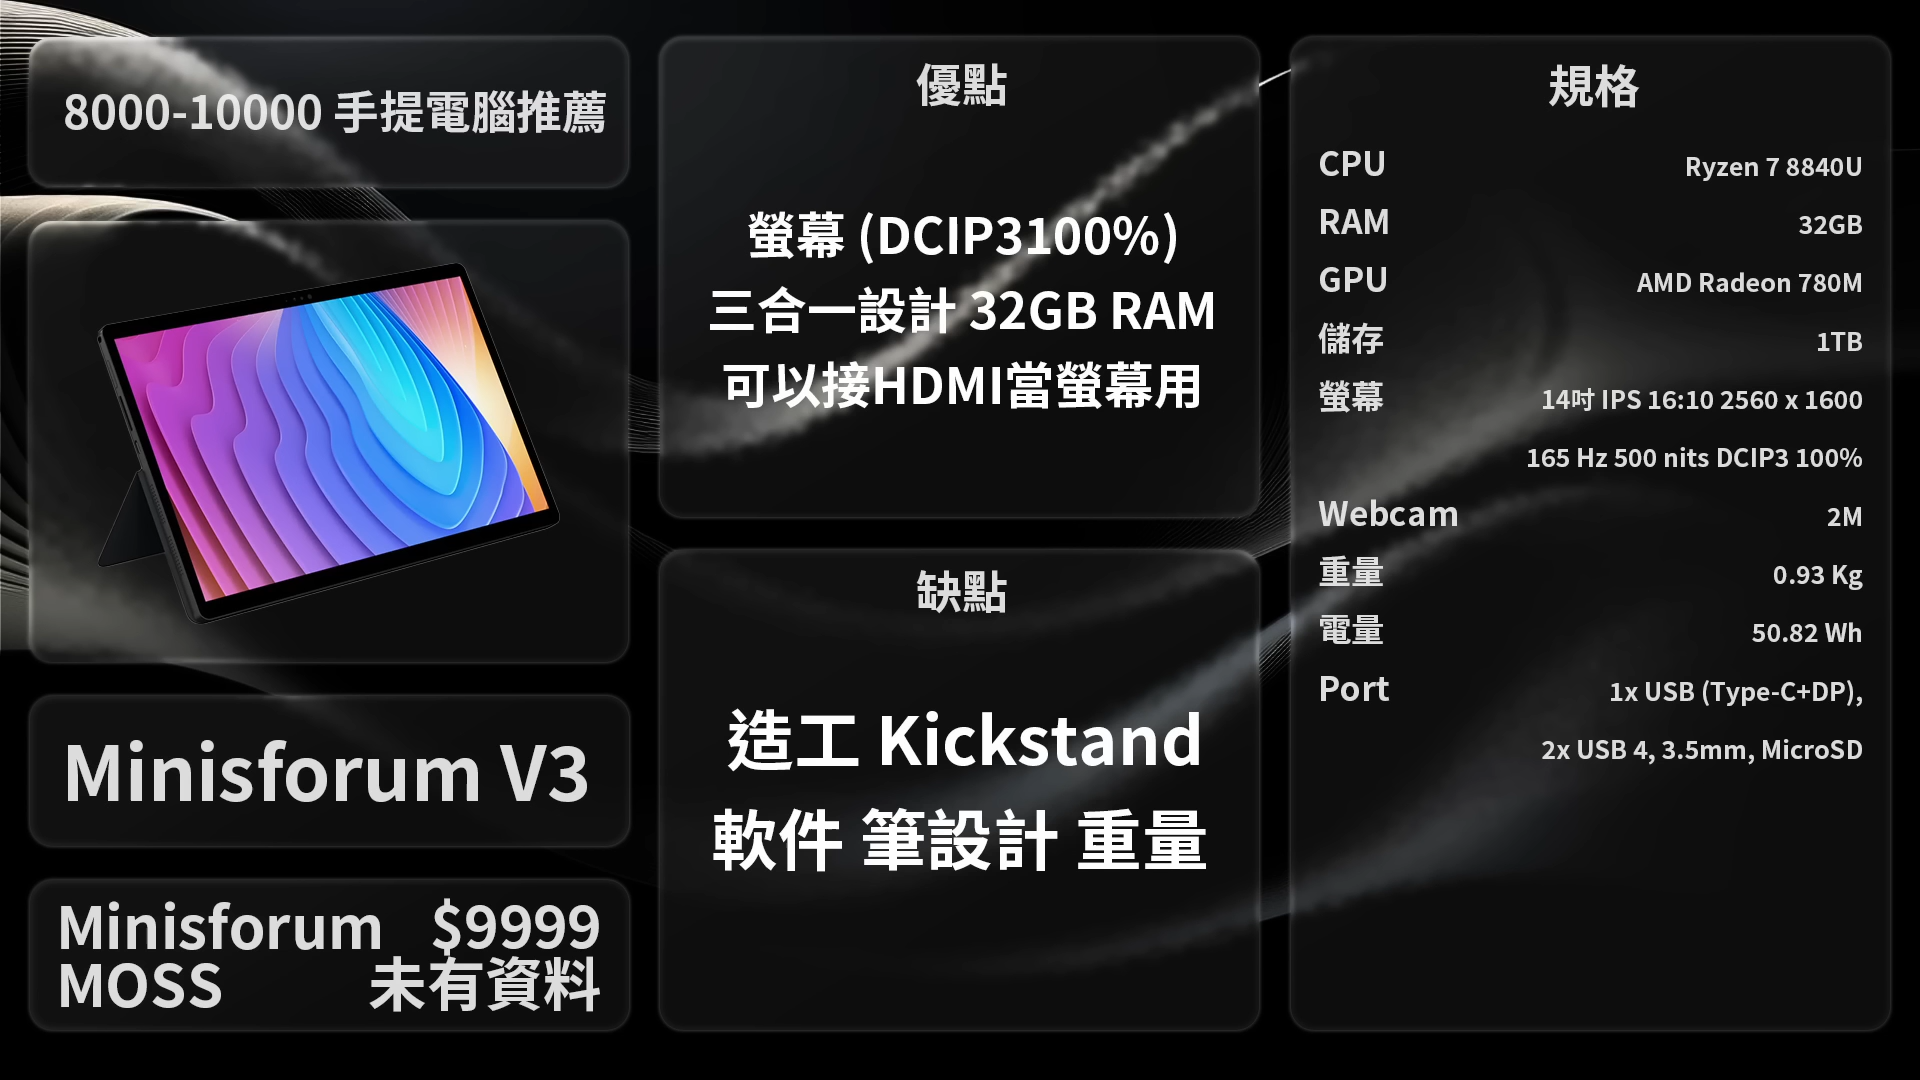 8000-10000 手提電腦推薦
Minisforum V3
Minisforum $9999
MOSS 未有資料
優點
螢幕 (DCIP3100%)
三合一設計 32GB RAM
可以接HDMI當螢幕用
缺點
造工 Kickstand
軟件 筆設計 重量
規格
CPU Ryzen 7 8840U
RAM 32GB
GPU AMD Radeon 780M
儲存 1TB
螢幕 14吋 IPS 16:10 2560 x 1600
165 Hz 500 nits DCIP3 100%
Webcam 2M
重量 0.93 Kg
電量 50.82 Wh
Port 1x USB (Type-C+DP),
2x USB 4, 3.5mm, MicroSD